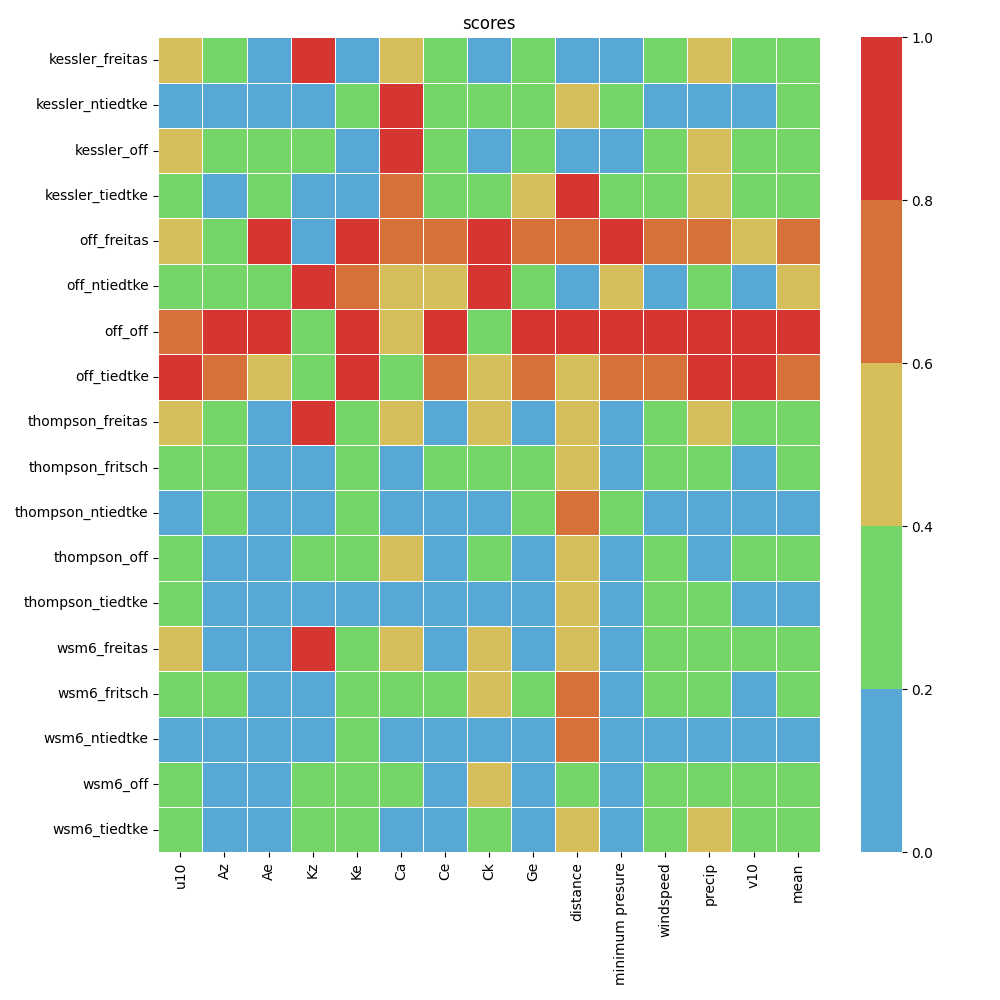 scores
kessler_freitas
kessler_ntiedtke
kessler_off
kessler_tiedtke
off_freitas
off_ntiedtke
off_off
off_tiedtke
thompson_freitas
thompson_fritsch
thompson_ntiedtke
thompson_off
thompson_tiedtke
wsm6_freitas
wsm6_fritsch
wsm6_ntiedtke
wsm6_off
wsm6_tiedtke
u10
Az
Ae
Kz
Ke
Ca
Ce
Ck
Ge
distance
minimum presure
windspeed
precip
v10
mean
1.0
0.8
0.6
0.4
0.2
0.0